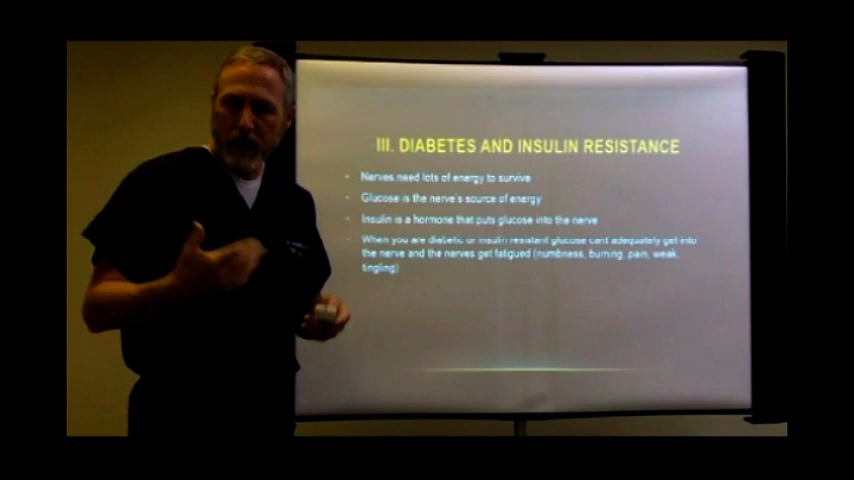 III. DIABETES AND INSULIN RESISTANCE
- Nerves need lots of energy to survive
- Glucose is the nerve's source of energy
- Insulin is a hormone that puts glucose into the nerve
- When you are diabetic or insulin resistant glucose cant adequately get into
the nerve and the nerves get fatigued (numbness, burning, pain, weak,
tingling)